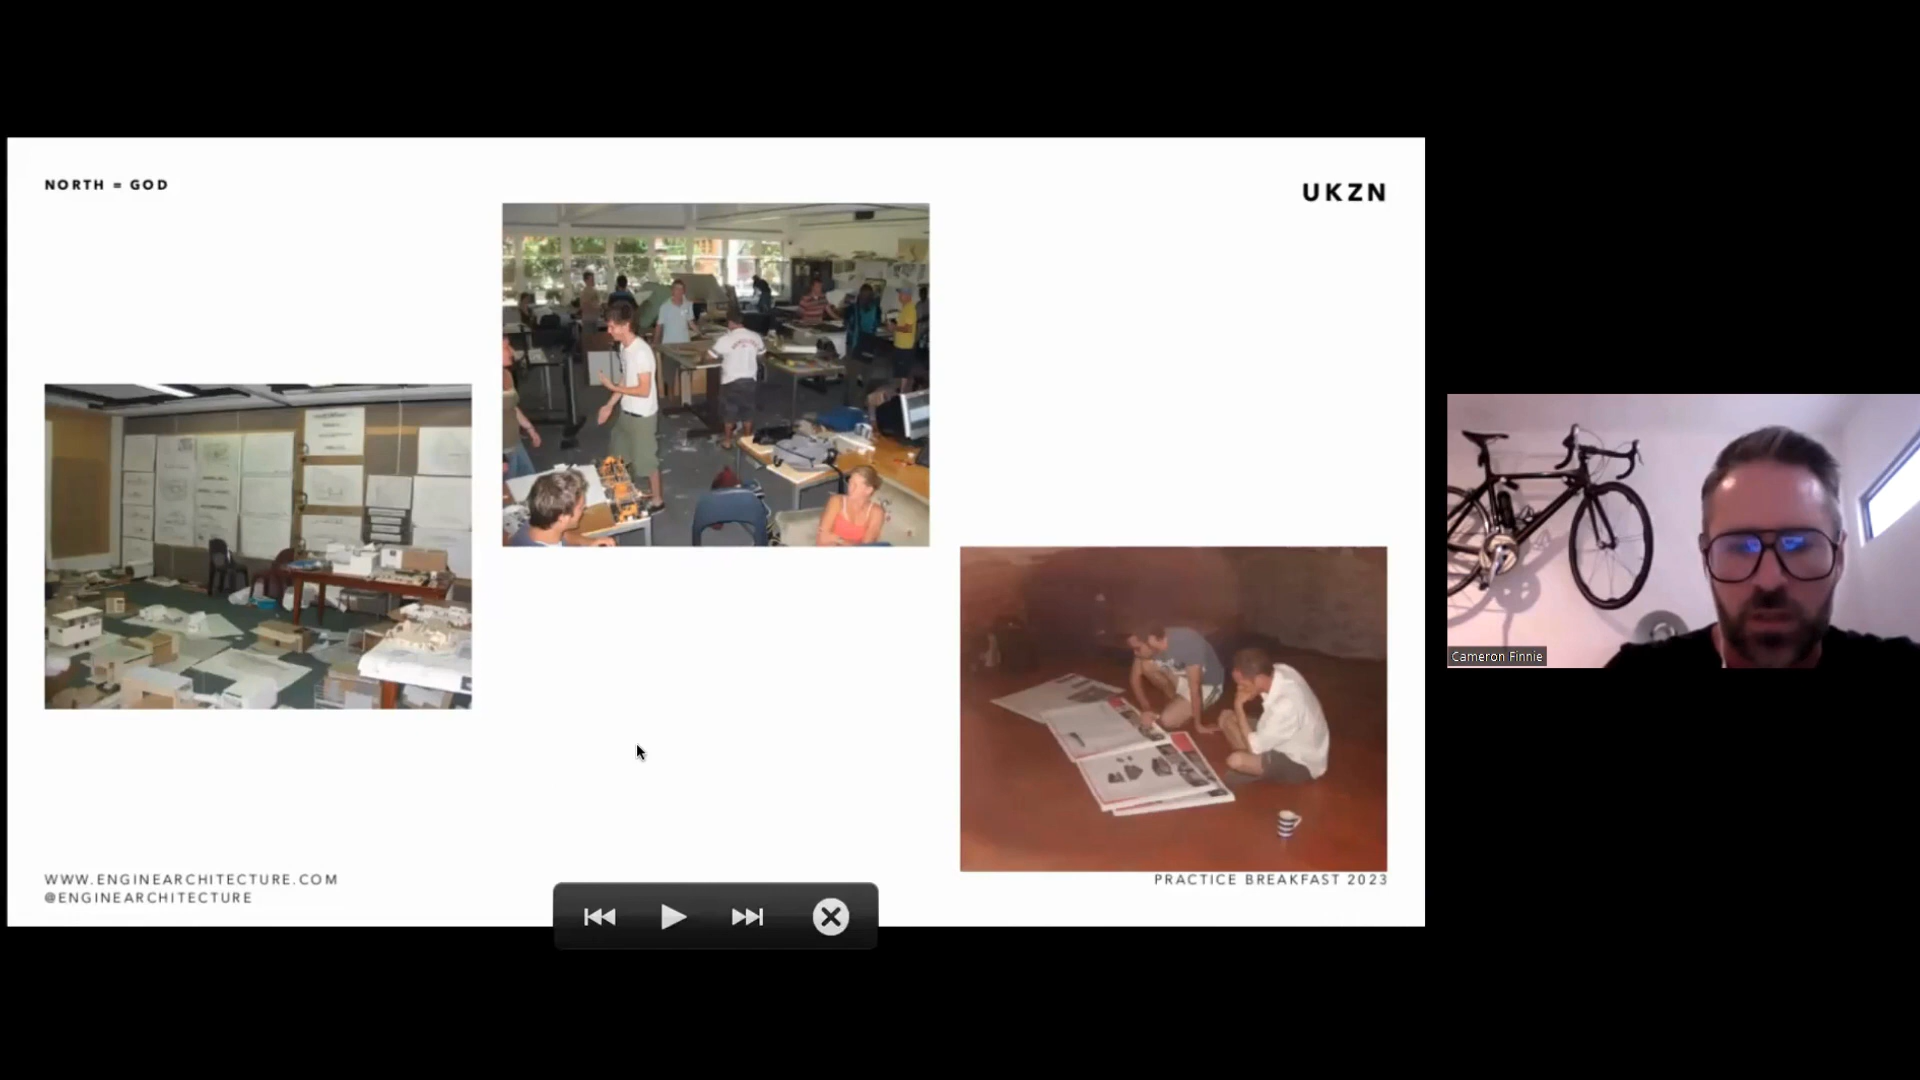 NORTH = GOD
UKZN
Cameron Finnie
WWW.ENGINEARCHITECTURE.COM
@ENGINEARCHITECTURE
PRACTICE BREAKFAST 2023